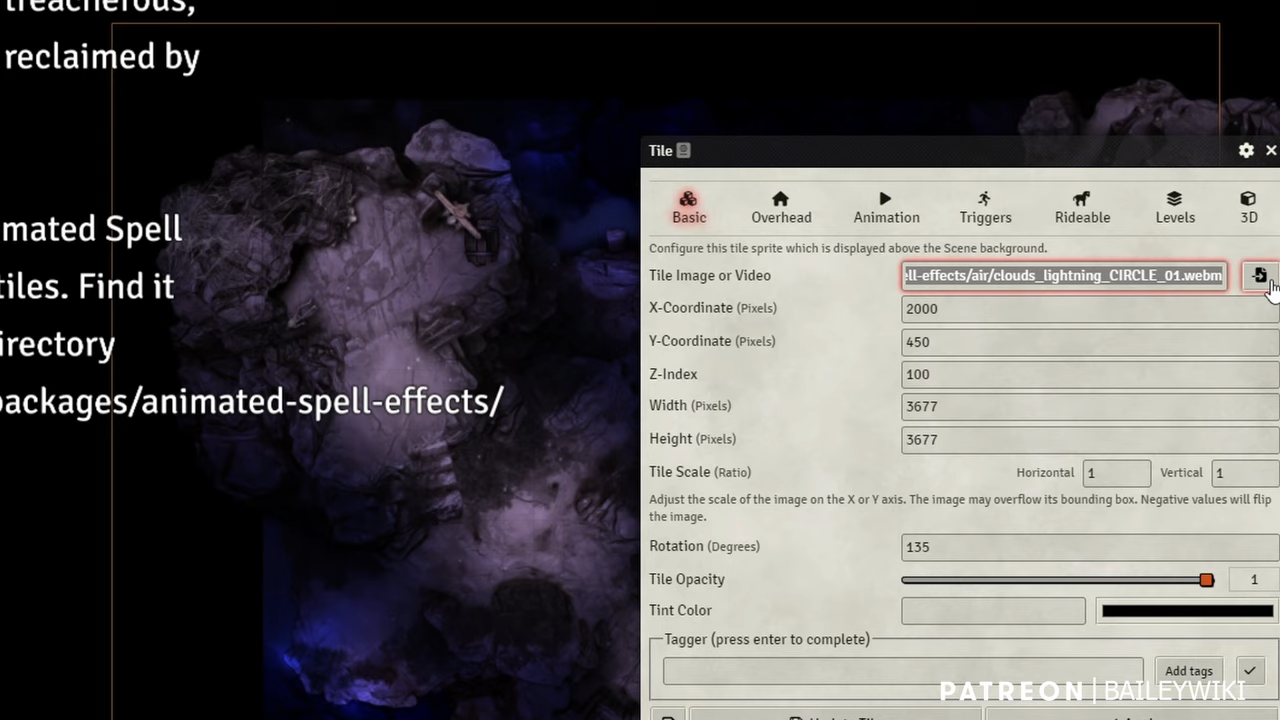 treacherous,
reclaimed by
mated Spell
tiles. Find it
irectory
packages/animated-spell-effects/
Tile
Basic Overhead Animation Triggers Rideable Levels 3D
Configure this tile sprite which is displayed above the Scene background.
Tile Image or Video ell-effects/air/clouds_lightning_CIRCLE_01.webm
X-Coordinate (Pixels) 2000
Y-Coordinate (Pixels) 450
Z-Index 100
Width (Pixels) 3677
Height (Pixels) 3677
Tile Scale (Ratio) Horizontal 1 Vertical 1
Adjust the scale of the image on the X or Y axis. The image may overflow its bounding box. Negative values will flip
the image.
Rotation (Degrees) 135
Tile Opacity 1
Tint Color
Tagger (press enter to complete)
Add tags
PATREON | BAILEYWIKI